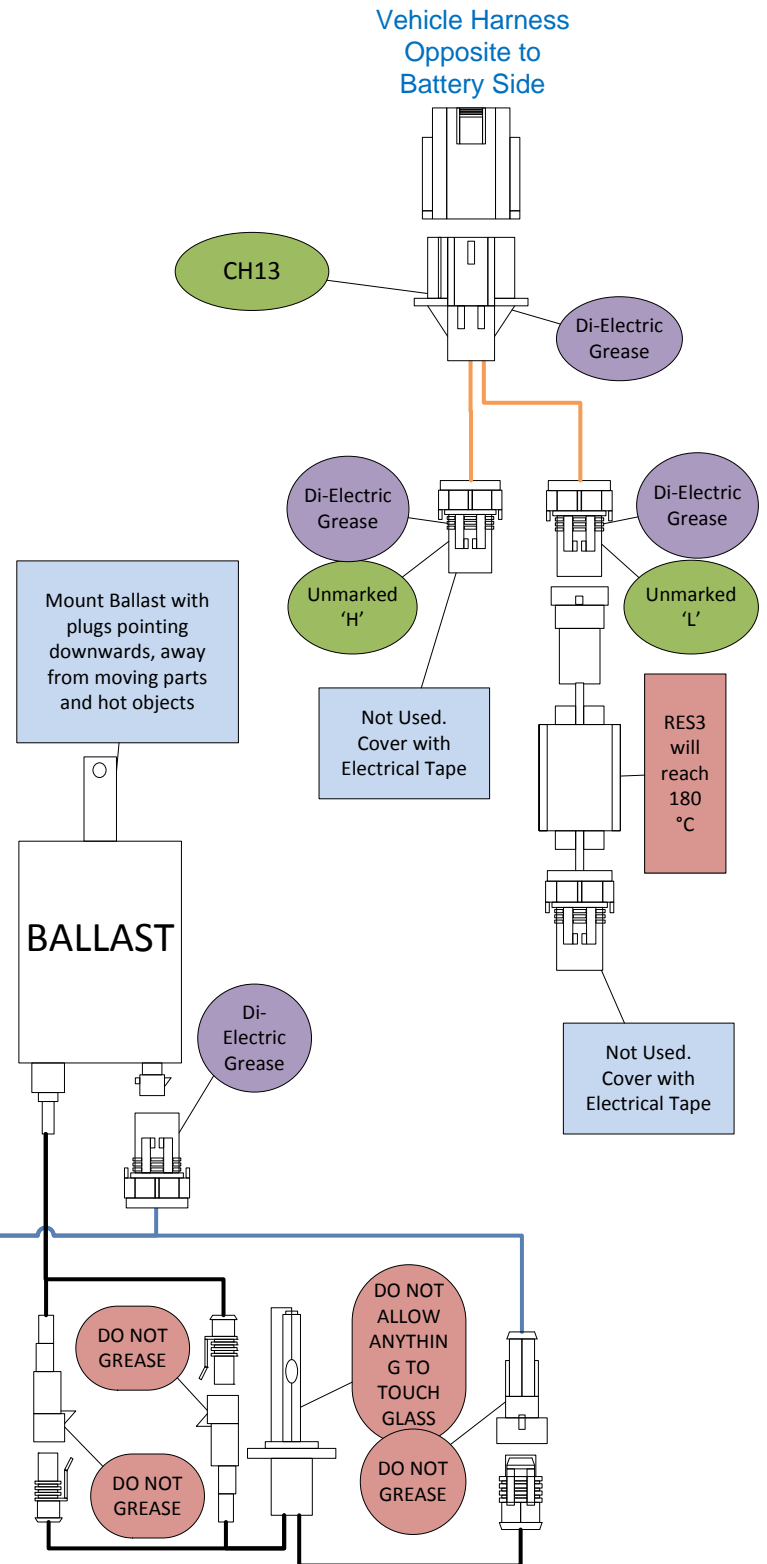 Vehicle Harness
Opposite to
Battery Side
CH13
Di-Electric
Grease
Di-Electric
Grease
Di-Electric
Grease
Unmarked
‘H’
Unmarked
‘L’
Mount Ballast with
plugs pointing
downwards, away
from moving parts
and hot objects
Not Used.
Cover with
Electrical Tape
RES3
will
reach
180
°C
BALLAST
Di-
Electric
Grease
Not Used.
Cover with
Electrical Tape
DO NOT
GREASE
DO NOT
ALLOW
ANYTHIN
G TO
TOUCH
GLASS
DO NOT
GREASE
DO NOT
GREASE